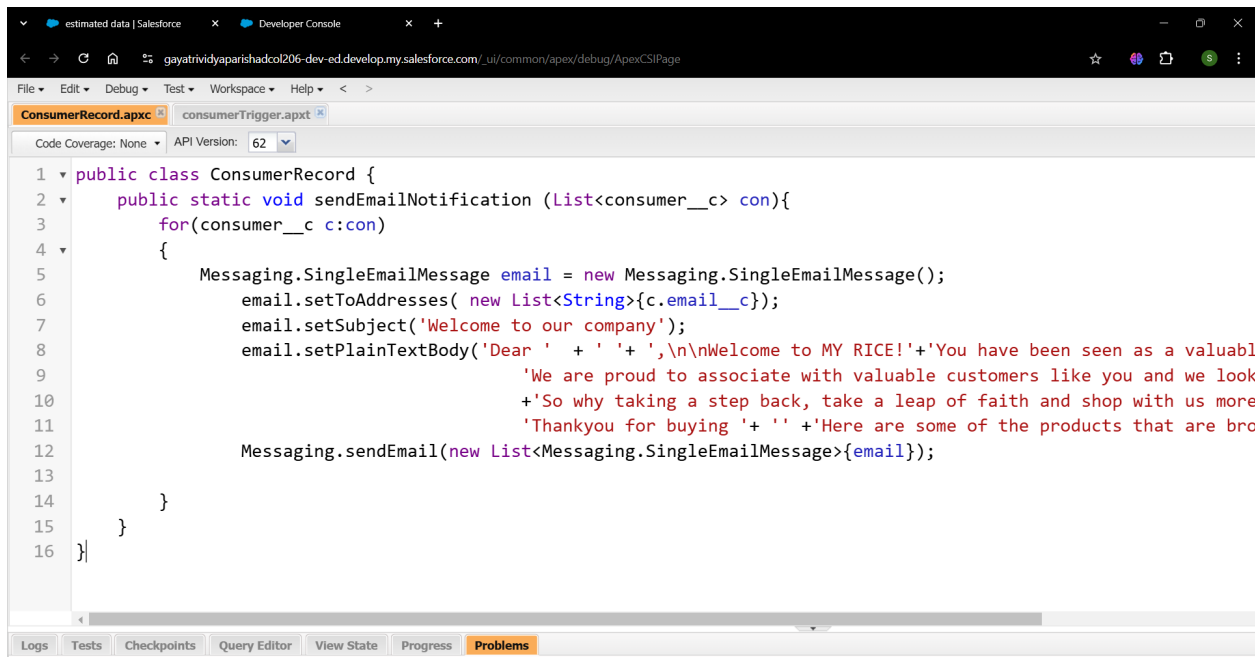 estimated data | Salesforce
Developer Console
gayatrividyaparishadcol206-dev-ed.develop.my.salesforce.com/_ui/common/apex/debug/ApexCSIPage
S
File Edit Debug Test Workspace Help < >
ConsumerRecord.apxc consumerTrigger.apxt
Code Coverage: None API Version: 62
1 public class ConsumerRecord {
2 public static void sendEmailNotification (List<consumer__c> con){
3 for(consumer__c c:con)
4 {
5 Messaging.SingleEmailMessage email = new Messaging.SingleEmailMessage();
6 email.setToAddresses( new List<String>{c.email__c});
7 email.setSubject('Welcome to our company');
8 email.setPlainTextBody('Dear ' + ' '+ ',\n\nWelcome to MY RICE!'+'You have been seen as a valuabl
9 'We are proud to associate with valuable customers like you and we look
10 +'So why taking a step back, take a leap of faith and shop with us more
11 'Thankyou for buying '+ '' +'Here are some of the products that are bro
12 Messaging.sendEmail(new List<Messaging.SingleEmailMessage>{email});
13
14 }
15 }
16 }
Logs Tests Checkpoints Query Editor View State Progress Problems